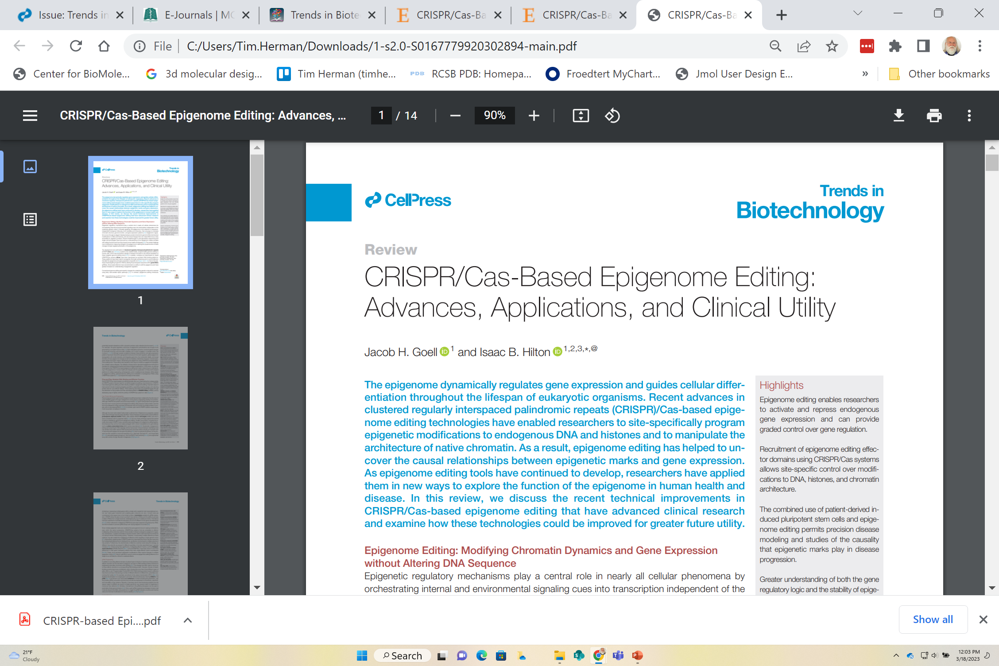 Issue: Trends in
E-Journals | MC
Trends in Biote
CRISPR/Cas-Ba
CRISPR/Cas-Ba
CRISPR/Cas-Ba
File
C:/Users/Tim.Herman/Downloads/1-s2.0-S0167779920302894-main.pdf
Center for BioMole...
3d molecular desig...
Tim Herman (timhe...
PDB
RCSB PDB: Homepa...
Froedtert MyChart...
Jmol User Design E...
»
Other bookmarks
CRISPR/Cas-Based Epigenome Editing: Advances, ...
1 / 14
90%
CellPress
Trends in
Biotechnology
Review
CRISPR/Cas-Based Epigenome Editing:
Advances, Applications, and Clinical Utility
1
2
CellPress
Trends in
Biotechnology
Review
CRISPR/Cas-Based Epigenome Editing:
Advances, Applications, and Clinical Utility
Jacob H. Goell iD 1 and Isaac B. Hilton iD 1,2,3,*,@
The epigenome dynamically regulates gene expression and guides cellular differ-
entiation throughout the lifespan of eukaryotic organisms. Recent advances in
clustered regularly interspaced palindromic repeats (CRISPR)/Cas-based epige-
nome editing technologies have enabled researchers to site-specifically program
epigenetic modifications to endogenous DNA and histones and to manipulate the
architecture of native chromatin. As a result, epigenome editing has helped to un-
cover the causal relationships between epigenetic marks and gene expression.
As epigenome editing tools have continued to develop, researchers have applied
them in new ways to explore the function of the epigenome in human health and
disease. In this review, we discuss the recent technical improvements in
CRISPR/Cas-based epigenome editing that have advanced clinical research
and examine how these technologies could be improved for greater future utility.
Epigenome Editing: Modifying Chromatin Dynamics and Gene Expression
without Altering DNA Sequence
Epigenetic regulatory mechanisms play a central role in nearly all cellular phenomena by
orchestrating internal and environmental signaling cues into transcription independent of the
Highlights
Epigenome editing enables researchers
to activate and repress endogenous
gene expression and can provide
graded control over gene regulation.
Recruitment of epigenome editing effec-
tor domains using CRISPR/Cas systems
allows site-specific control over modifi-
cations to DNA, histones, and chromatin
architecture.
The combined use of patient-derived in-
duced pluripotent stem cells and epige-
nome editing permits precision disease
modeling and studies of the causality
that epigenetic marks play in disease
progression.
Greater understanding of both the gene
regulatory logic and the stability of epige-
CRISPR-based Epi....pdf
Show all
21°F
Cloudy
Search
12:03 PM
3/18/2023